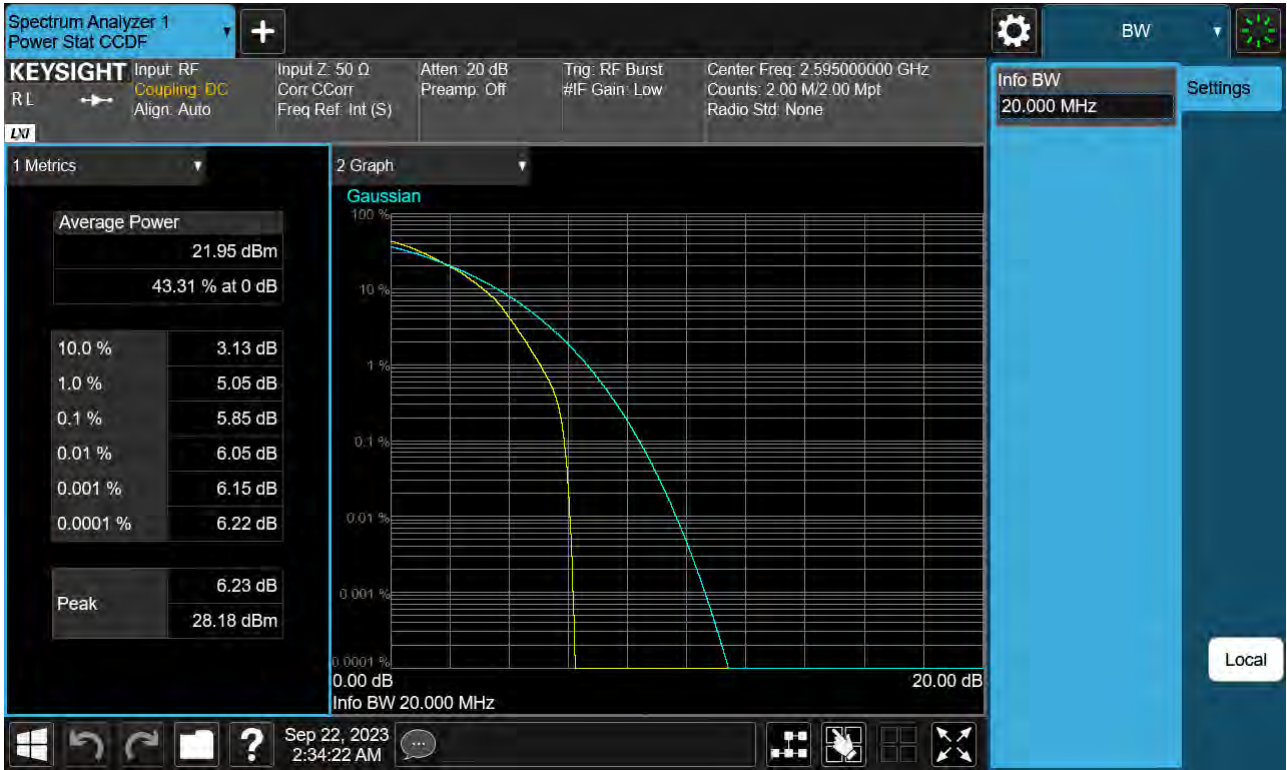 Spectrum Analyzer 1
Power Stat CCDF
+
BW
KEYSIGHT
RL
LXI
Input: RF
Coupling: DC
Align: Auto
Input Z: 50 Ω
Corr CCorr
Freq Ref: Int (S)
Atten: 20 dB
Preamp: Off
Trig: RF Burst
#IF Gain: Low
Center Freq: 2.595000000 GHz
Counts: 2.00 M/2.00 Mpt
Radio Std: None
Info BW
20.000 MHz
Settings
1 Metrics
Average Power
21.95 dBm
43.31 % at 0 dB
10.0 % 3.13 dB
1.0 % 5.05 dB
0.1 % 5.85 dB
0.01 % 6.05 dB
0.001 % 6.15 dB
0.0001 % 6.22 dB
Peak
6.23 dB
28.18 dBm
2 Graph
Gaussian
100 %
10 %
1 %
0.1 %
0.01 %
0.001 %
0.0001 %
0.00 dB 20.00 dB
Info BW 20.000 MHz
Local
?
Sep 22, 2023
2:34:22 AM